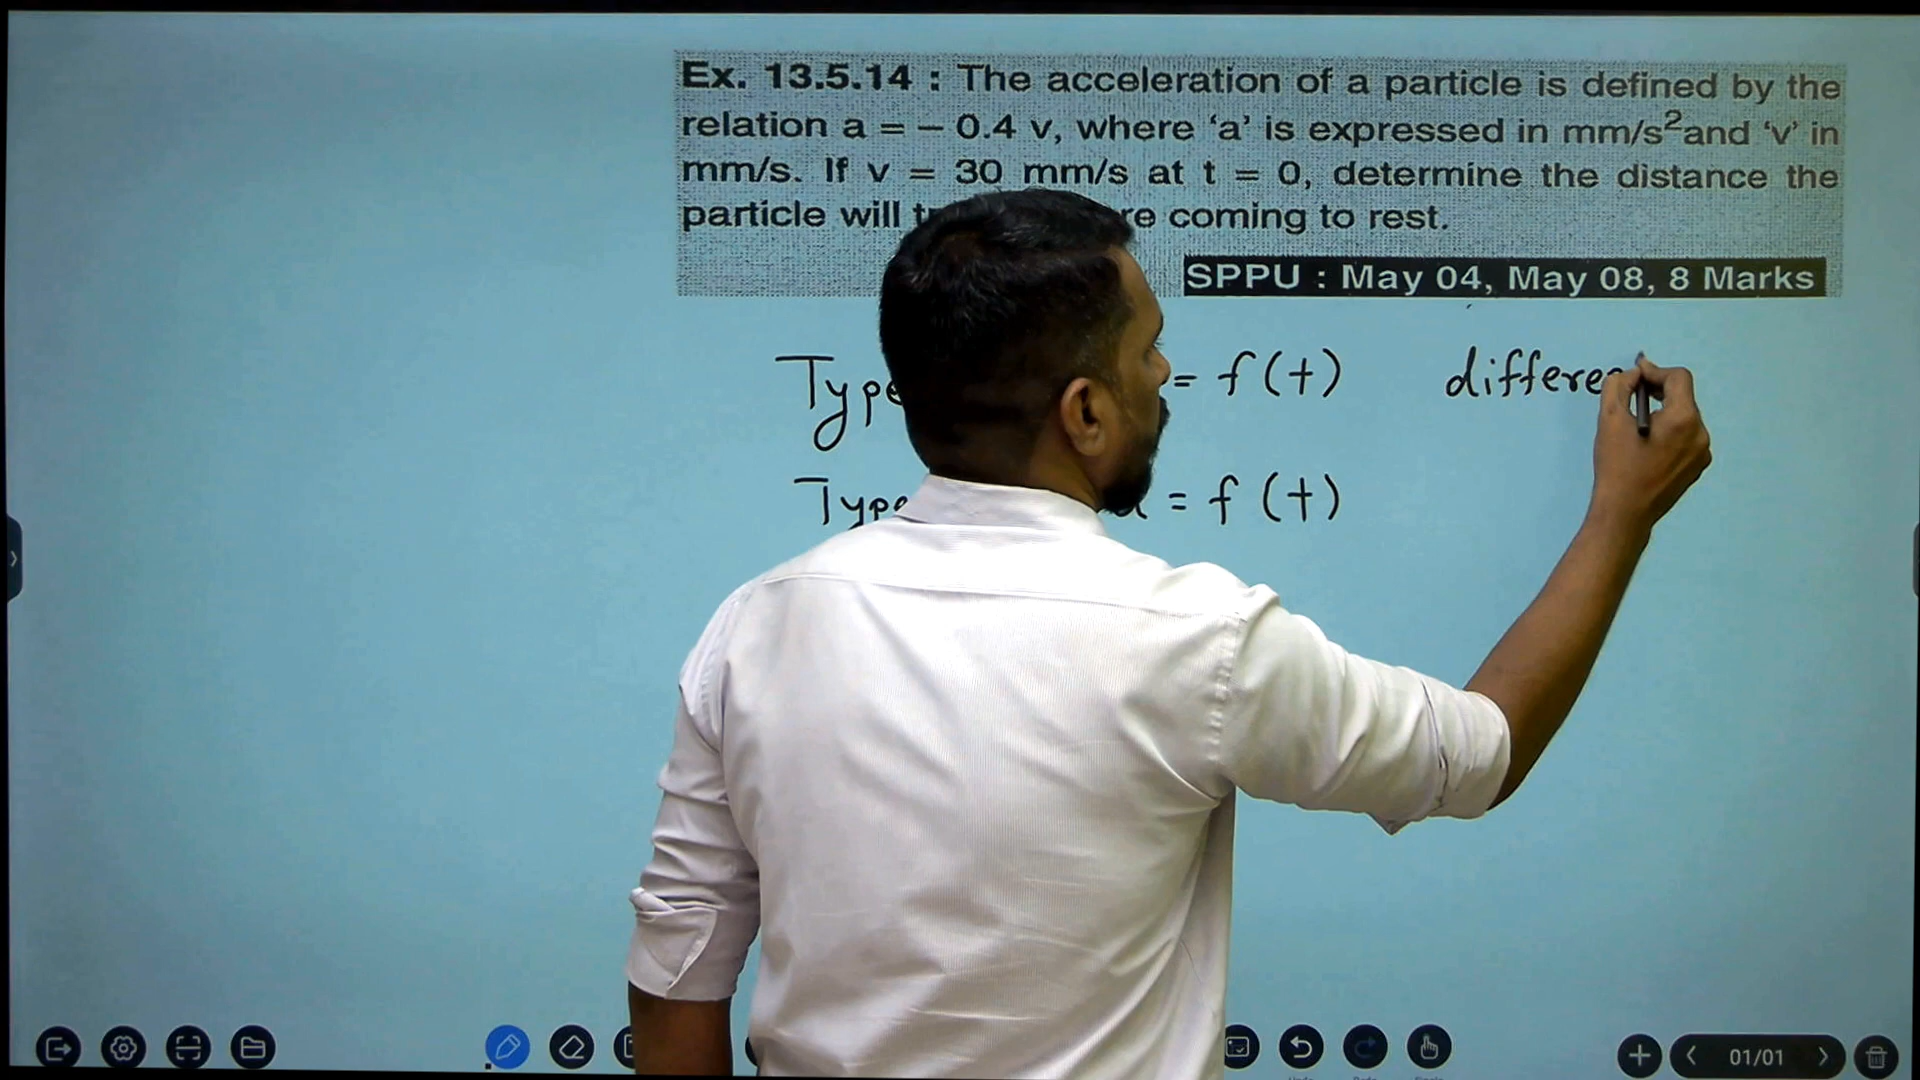 Ex. 13.5.14 : The acceleration of a particle is defined by the
relation a = – 0.4 v, where ‘a’ is expressed in mm/s² and ‘v’ in
mm/s. If v = 30 mm/s at t = 0, determine the distance the
particle will re coming to rest.
SPPU : May 04, May 08, 8 Marks
Type = f(t) differe
Type = f (t)
01/01